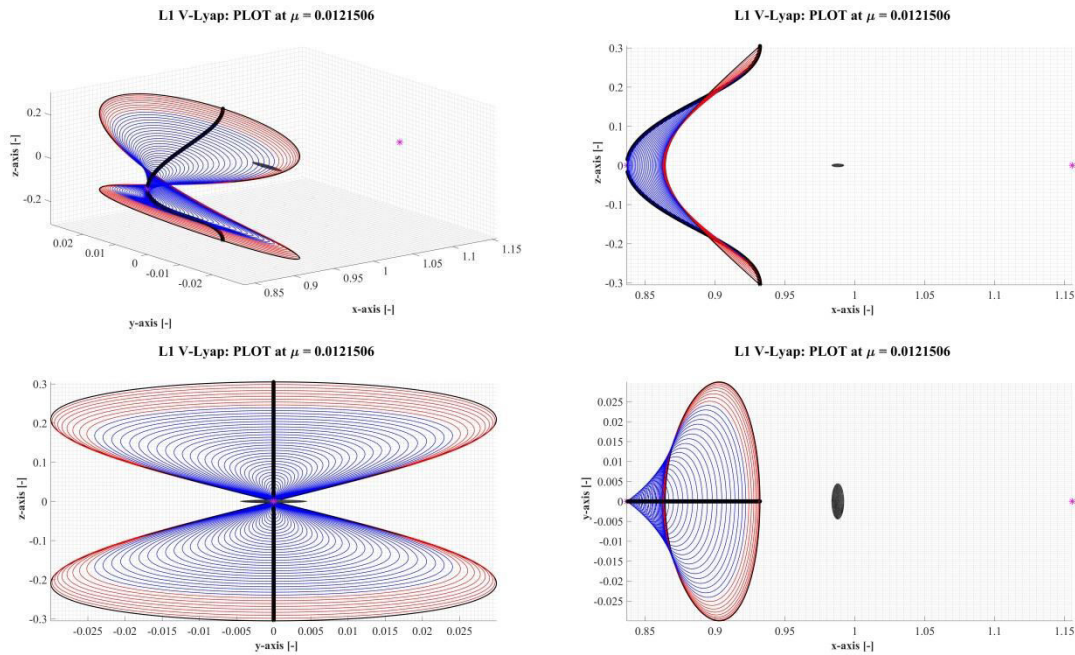 L1 V-Lyap: PLOT at μ = 0.0121506
0.2
0
-0.2
z-axis [-]
0.02
0.01
0
-0.01
-0.02
y-axis [-]
0.85
0.9
0.95
1
1.05
1.1
1.15
x-axis [-]
L1 V-Lyap: PLOT at μ = 0.0121506
0.3
0.2
0.1
0
-0.1
-0.2
-0.3
z-axis [-]
0.85 0.9 0.95 1 1.05 1.1 1.15
x-axis [-]
L1 V-Lyap: PLOT at μ = 0.0121506
0.3
0.2
0.1
0
-0.1
-0.2
-0.3
z-axis [-]
-0.025 -0.02 -0.015 -0.01 -0.005 0 0.005 0.01 0.015 0.02 0.025
y-axis [-]
L1 V-Lyap: PLOT at μ = 0.0121506
0.025
0.02
0.015
0.01
0.005
0
-0.005
-0.01
-0.015
-0.02
-0.025
y-axis [-]
0.85 0.9 0.95 1 1.05 1.1 1.15
x-axis [-]